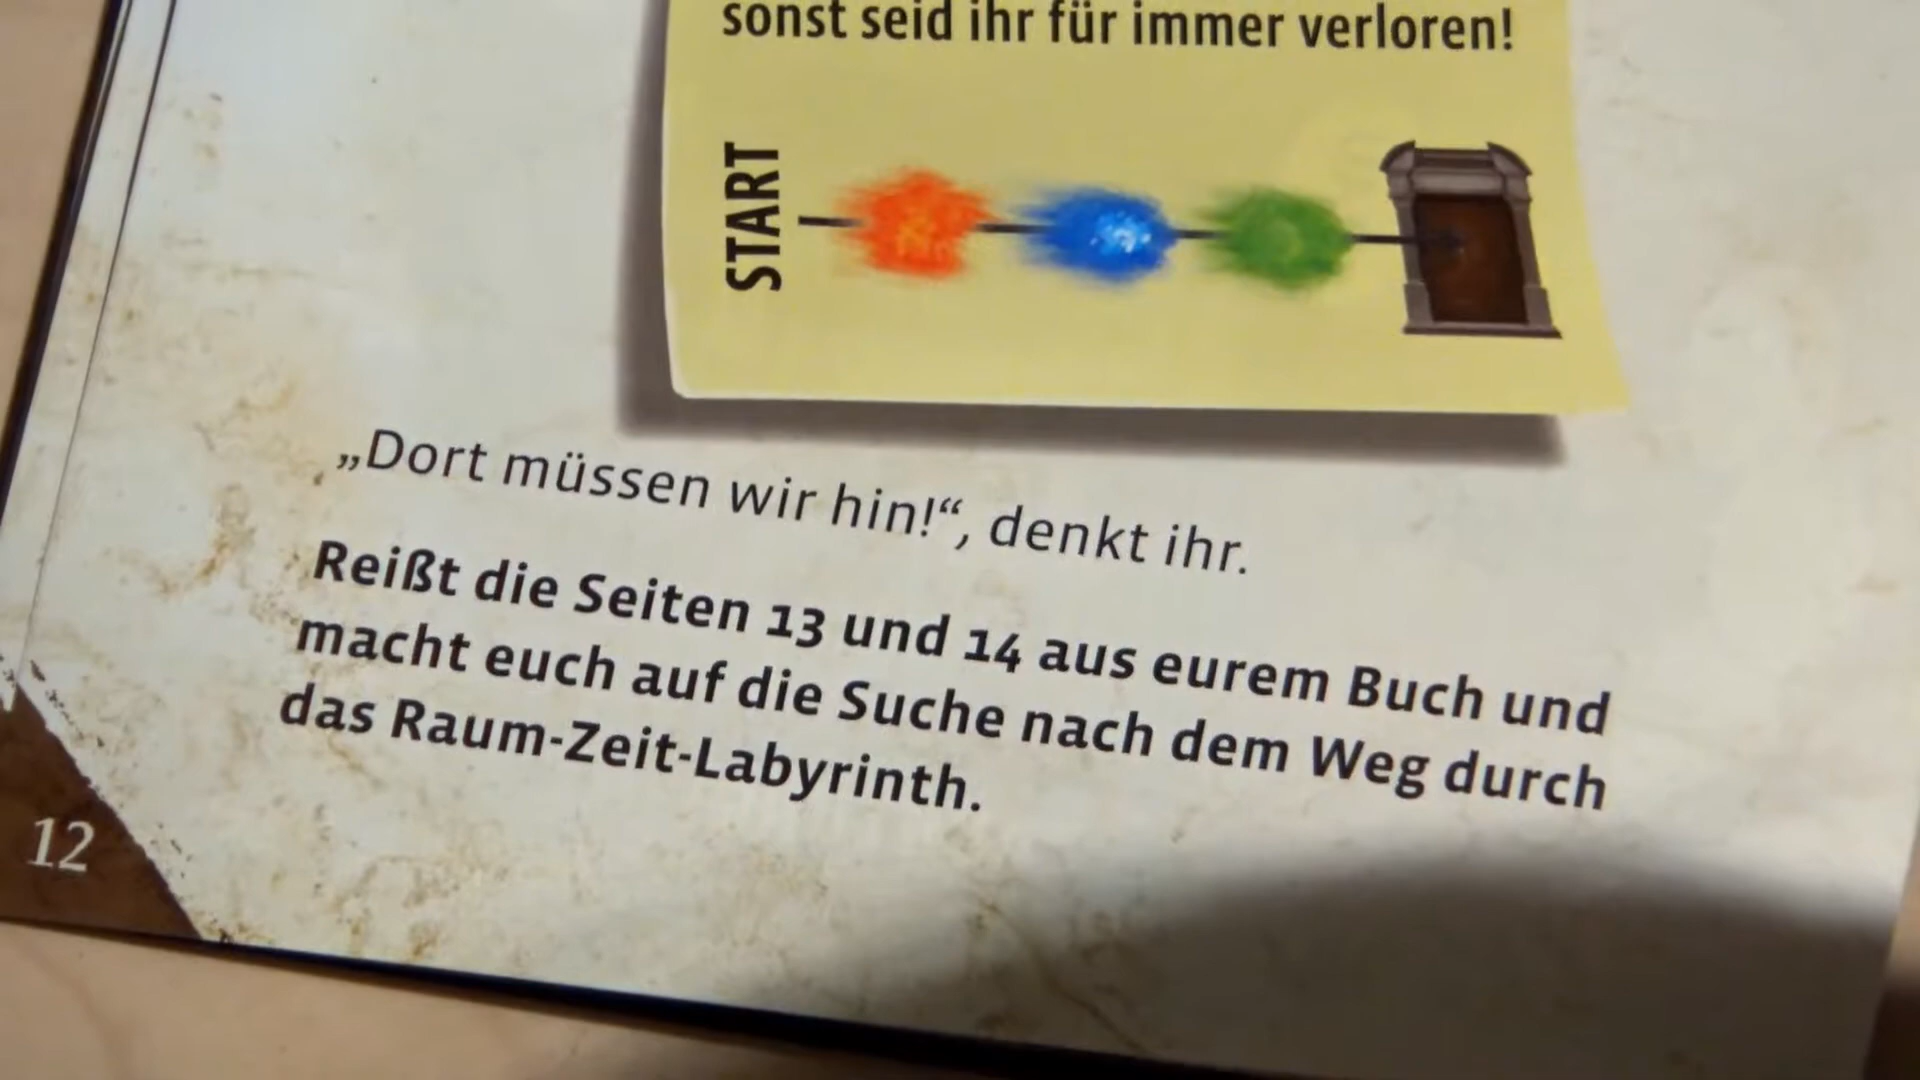 sonst seid ihr für immer verloren!
START
„Dort müssen wir hin!“, denkt ihr.
Reißt die Seiten 13 und 14 aus eurem Buch und
macht euch auf die Suche nach dem Weg durch
das Raum-Zeit-Labyrinth.
12